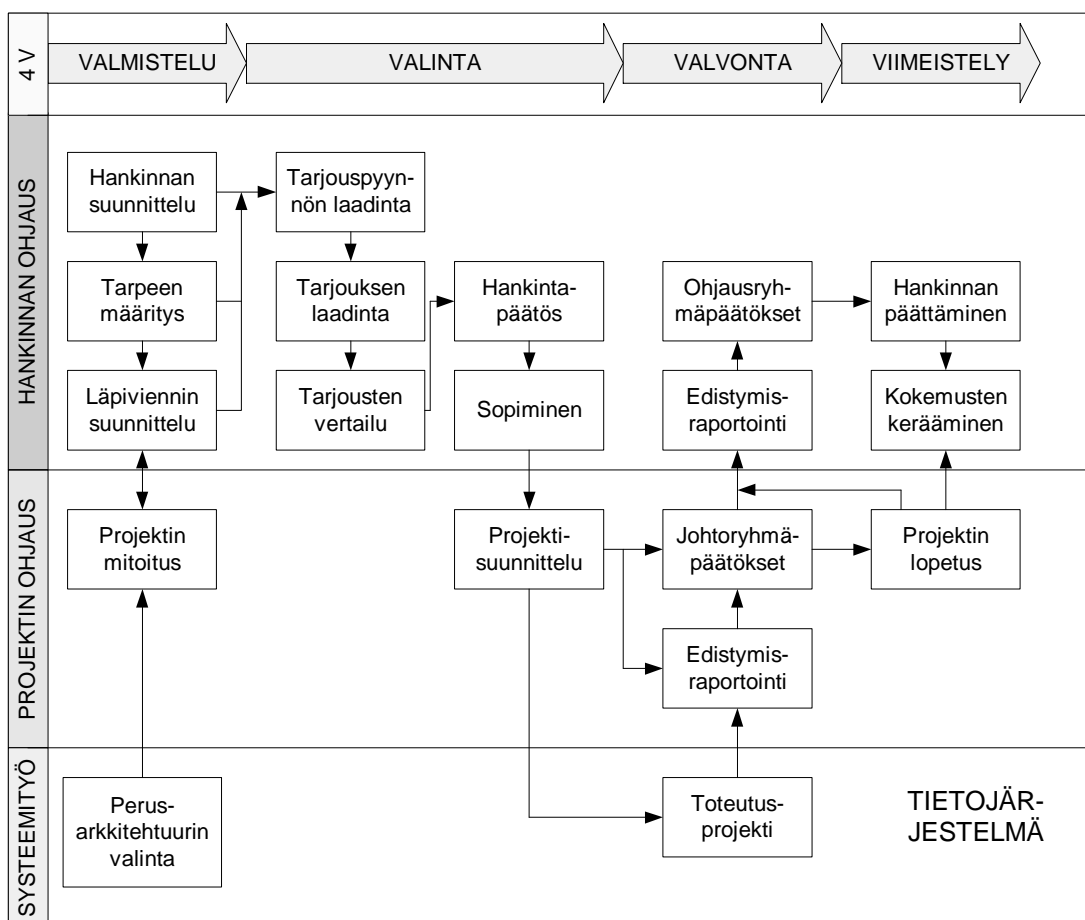 4 V
VALMISTELU
VALINTA
VALVONTA
VIIMEISTELY
HANKINNAN OHJAUS
Hankinnan
suunnittelu
Tarjouspyyn-
nön laadinta
Tarpeen
määritys
Tarjouksen
laadinta
Hankinta-
päätös
Ohjausryh-
mäpäätökset
Hankinnan
päättäminen
Läpiviennin
suunnittelu
Tarjousten
vertailu
Sopiminen
Edistymis-
raportointi
Kokemusten
kerääminen
PROJEKTIN OHJAUS
Projektin
mitoitus
Projekti-
suunnittelu
Johtoryhmä-
päätökset
Projektin
lopetus
Edistymis-
raportointi
SYSTEEMITYÖ
Perus-
arkkitehtuurin
valinta
Toteutus-
projekti
TIETOJÄR-
JESTELMÄ